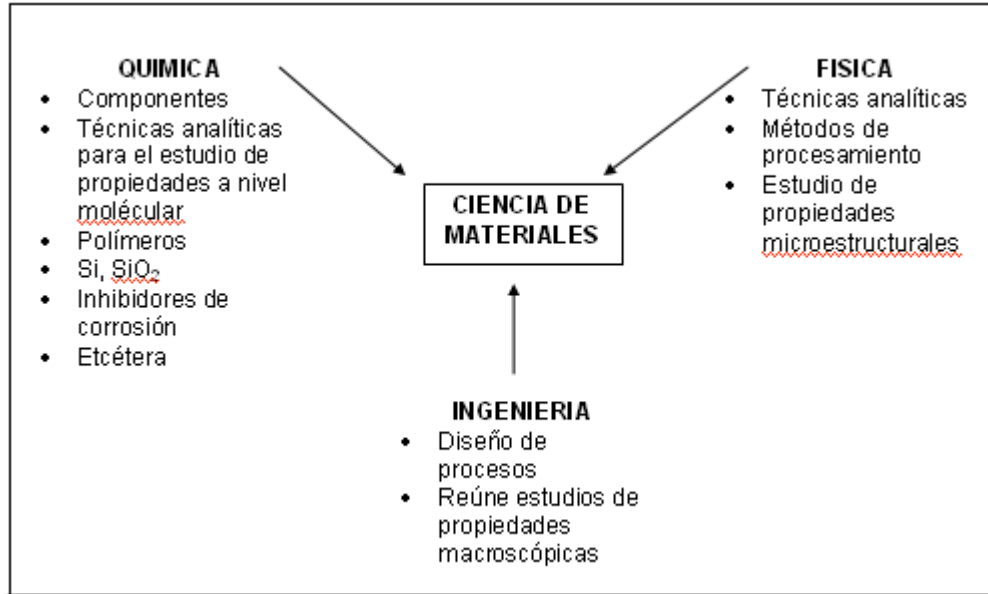 QUIMICA
• Componentes
• Técnicas analíticas
para el estudio de
propiedades a nivel
molécular
• Polímeros
• Si, SiO₂
• Inhibidores de
corrosión
• Etcétera
FISICA
• Técnicas analíticas
• Métodos de
procesamiento
• Estudio de
propiedades
microestructurales
CIENCIA DE
MATERIALES
INGENIERIA
• Diseño de
procesos
• Reúne estudios de
propiedades
macroscópicas